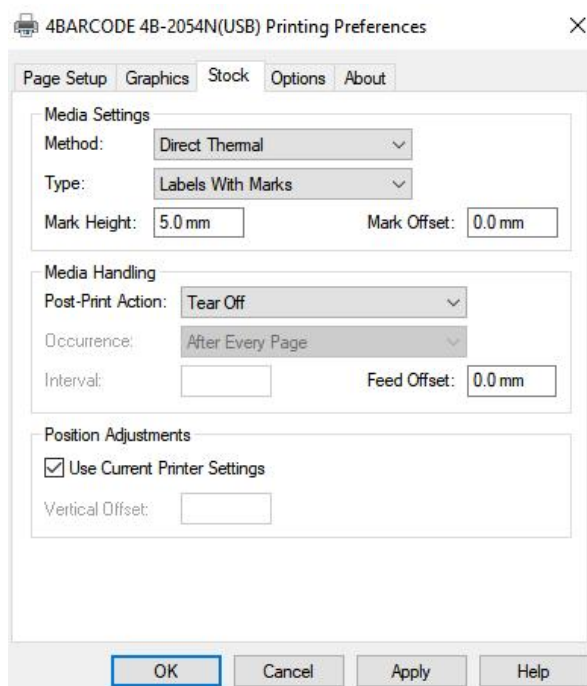 4BARCODE 4B-2054N(USB) Printing Preferences
Page Setup Graphics Stock Options About
Media Settings
Method: Direct Thermal
Type: Labels With Marks
Mark Height: 5.0 mm Mark Offset: 0.0 mm
Media Handling
Post-Print Action: Tear Off
Occurrence: After Every Page
Interval: Feed Offset: 0.0 mm
Position Adjustments
Use Current Printer Settings
Vertical Offset:
OK Cancel Apply Help